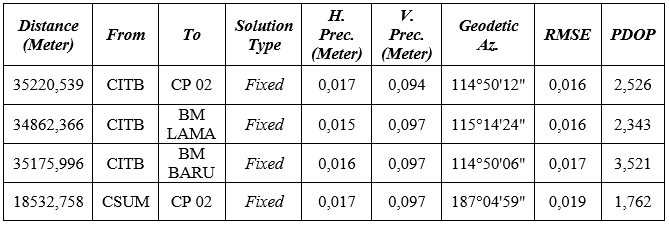 Distance (Meter) From To Solution Type H. Prec. (Meter) V. Prec. (Meter) Geodetic Az. RMSE PDOP
35220,539 CITB CP 02 Fixed 0,017 0,094 114°50'12" 0,016 2,526
34862,366 CITB BM LAMA Fixed 0,015 0,097 115°14'24" 0,016 2,343
35175,996 CITB BM BARU Fixed 0,016 0,097 114°50'06" 0,017 3,521
18532,758 CSUM CP 02 Fixed 0,017 0,097 187°04'59" 0,019 1,762